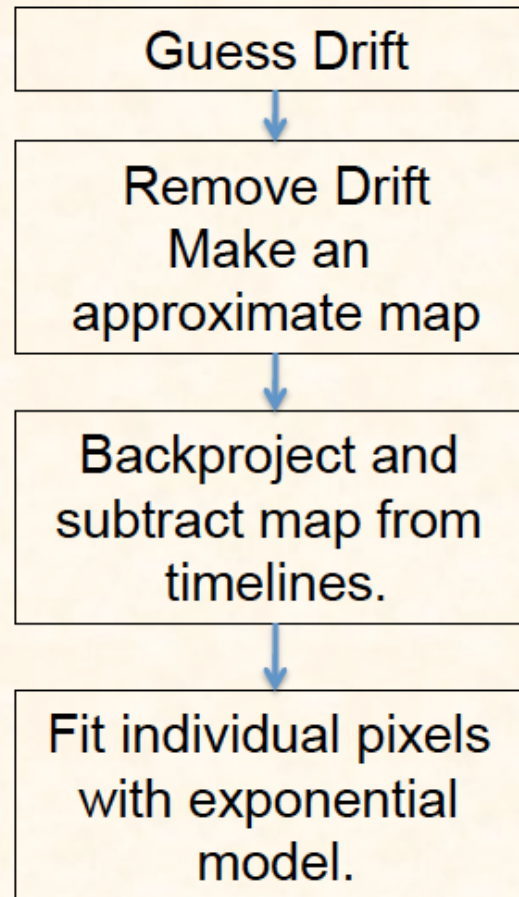 Guess Drift
Remove Drift
Make an
approximate map
Backproject and
subtract map from
timelines.
Fit individual pixels
with exponential
model.